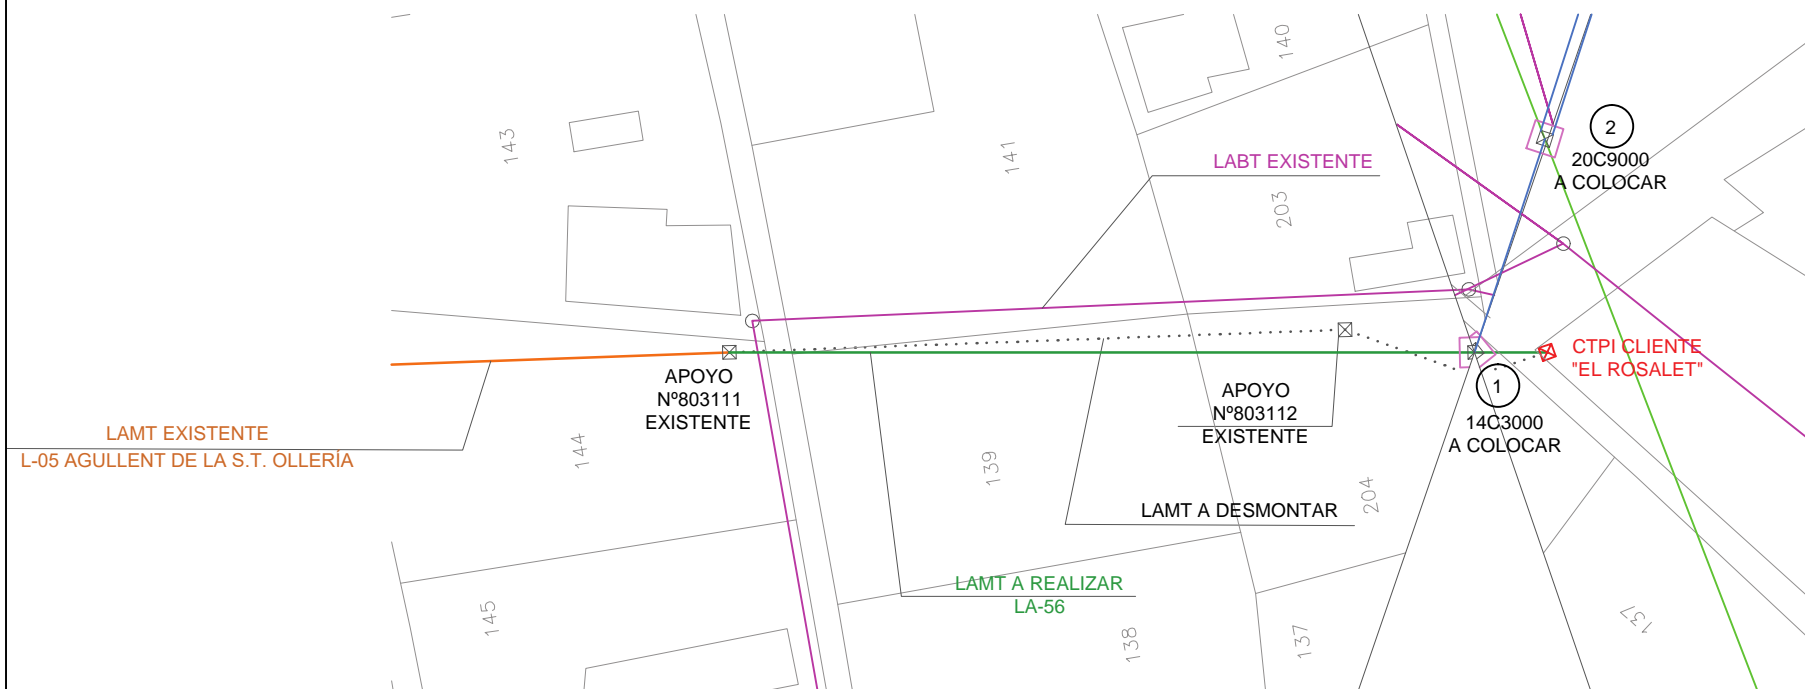 143
141
140
LABT EXISTENTE
203
2
20C9000
A COLOCAR
APOYO
Nº803111
EXISTENTE
APOYO
Nº803112
EXISTENTE
CTPI CLIENTE
"EL ROSALET"
1
14C3000
A COLOCAR
LAMT EXISTENTE
L-05 AGULLENT DE LA S.T. OLLERÍA
144
139
204
LAMT A DESMONTAR
LAMT A REALIZAR
LA-56
145
138
137
137